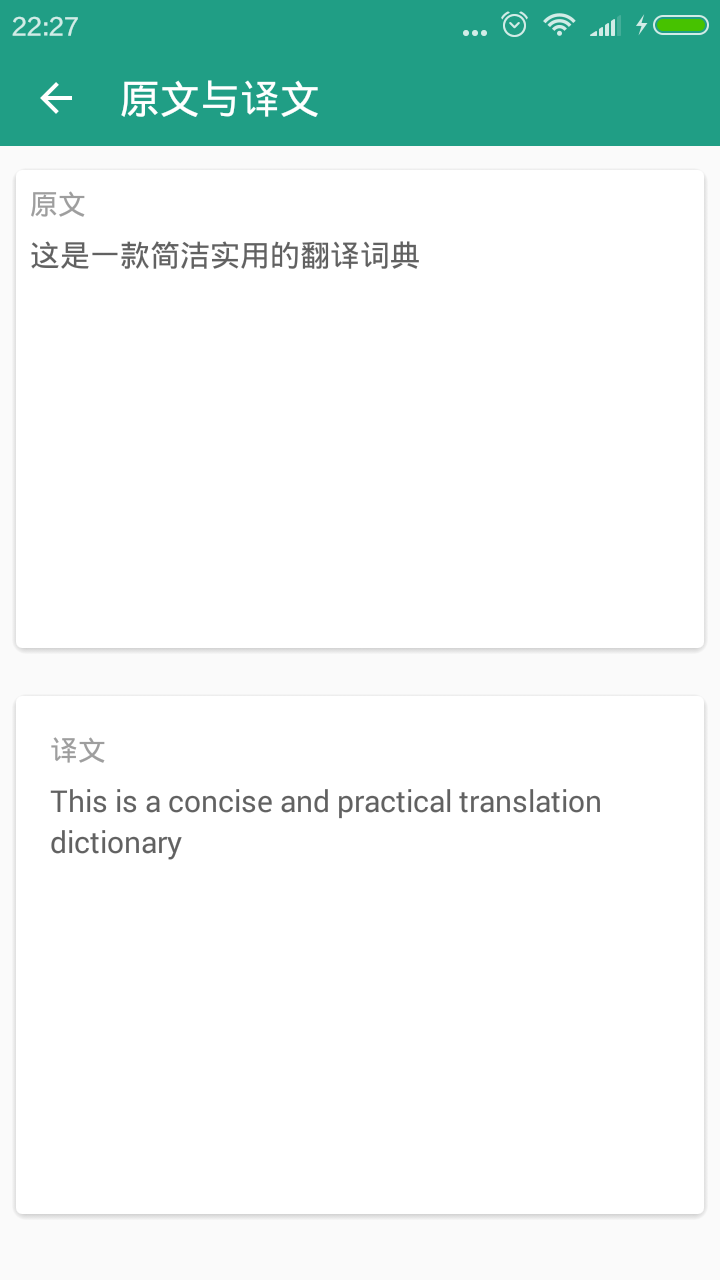 22:27
原文与译文
原文
这是一款简洁实用的翻译词典
译文
This is a concise and practical translation
dictionary